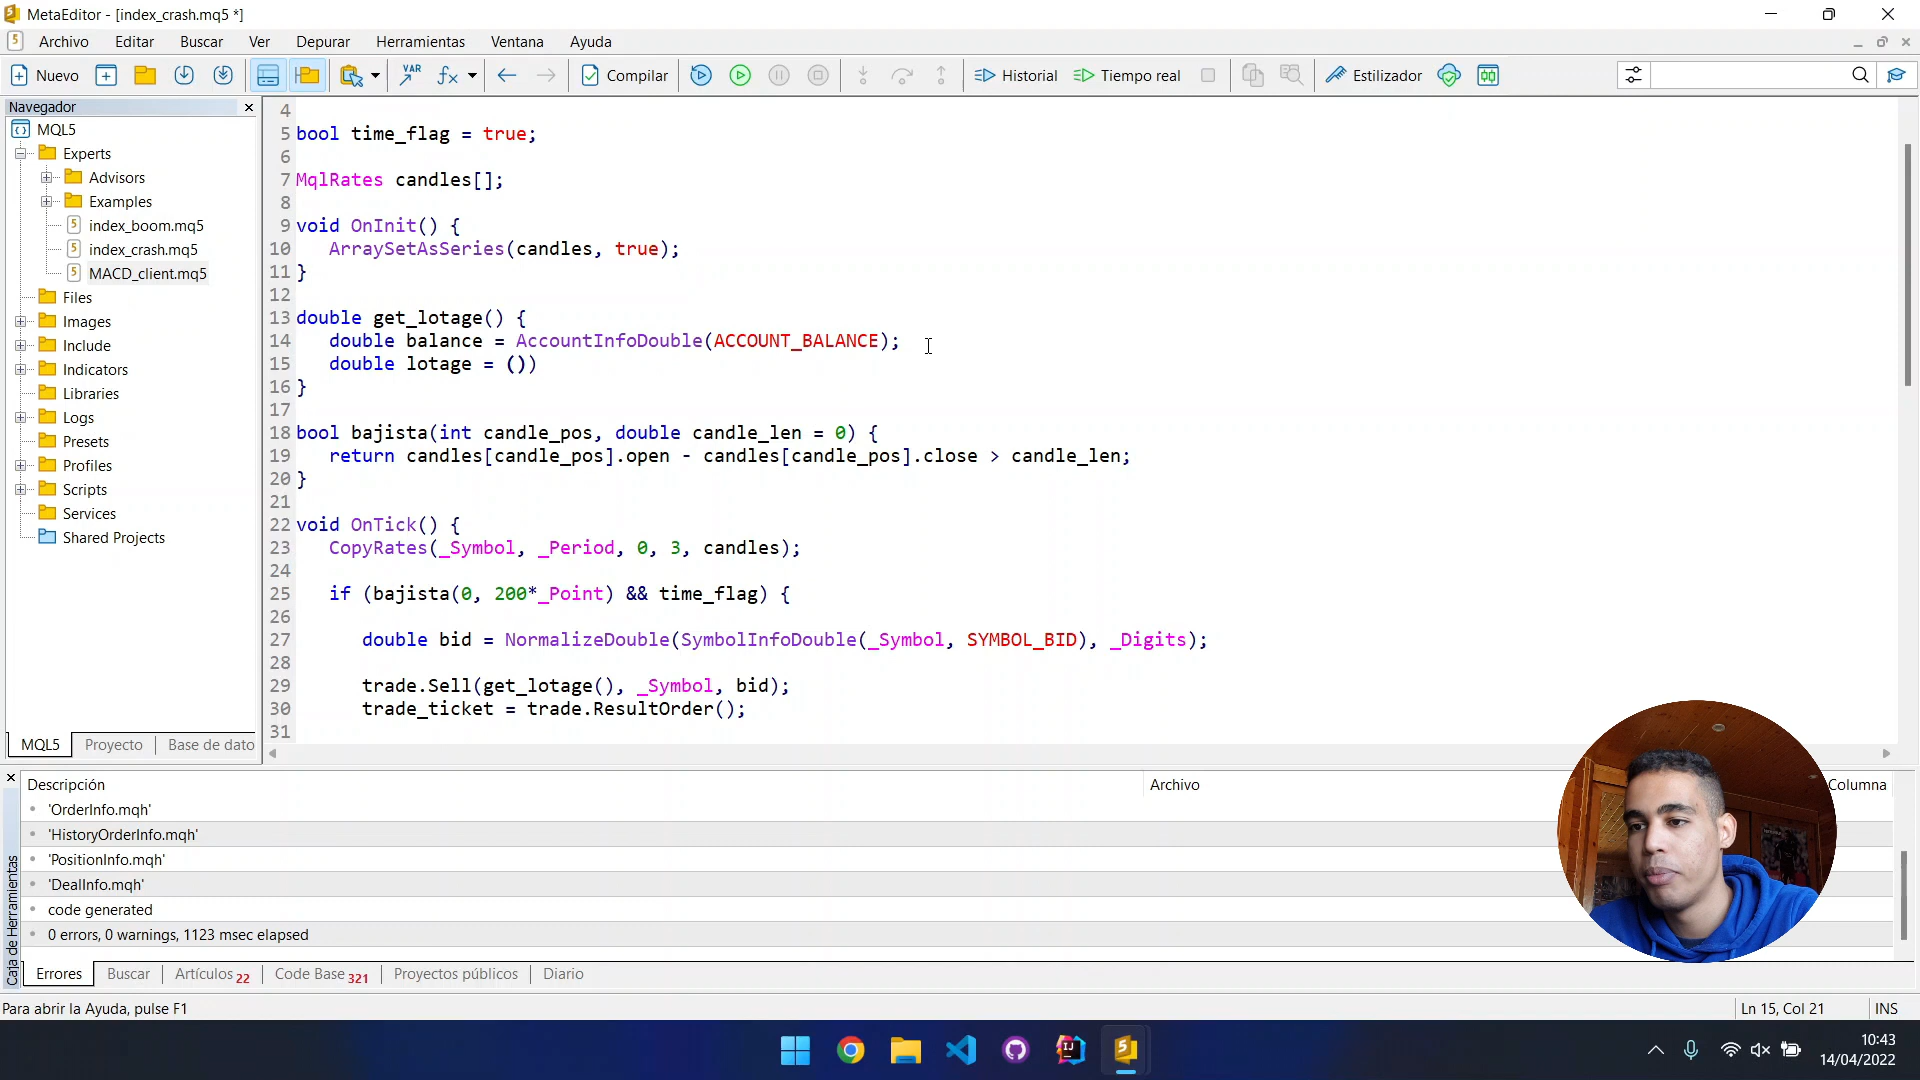 MetaEditor - [index_crash.mq5 *]
Archivo Editar Buscar Ver Depurar Herramientas Ventana Ayuda
Nuevo VAR fx Compilar Historial Tiempo real Estilizador
Navegador
MQL5
Experts
Advisors
Examples
index_boom.mq5
index_crash.mq5
MACD_client.mq5
Files
Images
Include
Indicators
Libraries
Logs
Presets
Profiles
Scripts
Services
Shared Projects
MQL5 Proyecto Base de dato
4
5 bool time_flag = true;
6
7 MqlRates candles[];
8
9 void OnInit() {
10 ArraySetAsSeries(candles, true);
11 }
12
13 double get_lotage() {
14 double balance = AccountInfoDouble(ACCOUNT_BALANCE);
15 double lotage = ())
16 }
17
18 bool bajista(int candle_pos, double candle_len = 0) {
19 return candles[candle_pos].open - candles[candle_pos].close > candle_len;
20 }
21
22 void OnTick() {
23 CopyRates(_Symbol, _Period, 0, 3, candles);
24
25 if (bajista(0, 200*_Point) && time_flag) {
26
27 double bid = NormalizeDouble(SymbolInfoDouble(_Symbol, SYMBOL_BID), _Digits);
28
29 trade.Sell(get_lotage(), _Symbol, bid);
30 trade_ticket = trade.ResultOrder();
31
Caja de Herramientas
Descripción Archivo Columna
'OrderInfo.mqh'
'HistoryOrderInfo.mqh'
'PositionInfo.mqh'
'DealInfo.mqh'
code generated
0 errors, 0 warnings, 1123 msec elapsed
Errores Buscar Artículos 22 Code Base 321 Proyectos públicos Diario
Para abrir la Ayuda, pulse F1 Ln 15, Col 21 INS
10:43
14/04/2022